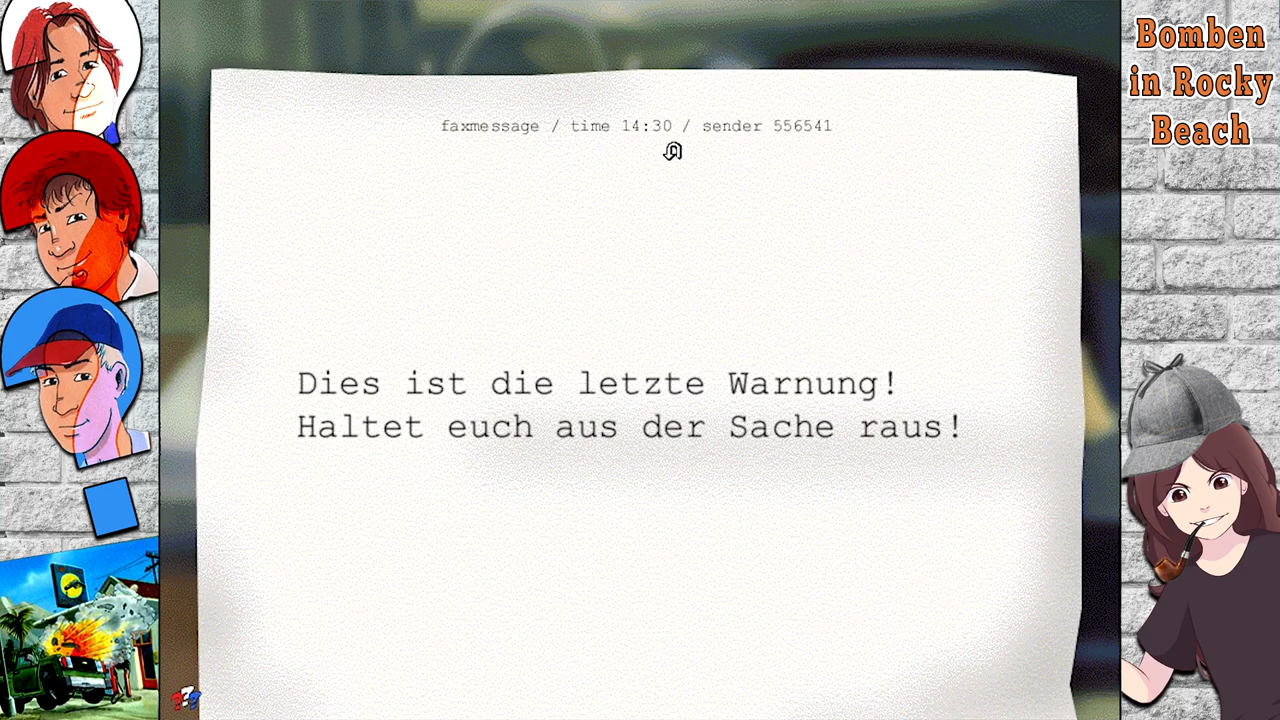 Bomben
in Rocky
Beach
faxmessage / time 14:30 / sender 556541
Dies ist die letzte Warnung!
Haltet euch aus der Sache raus!
???